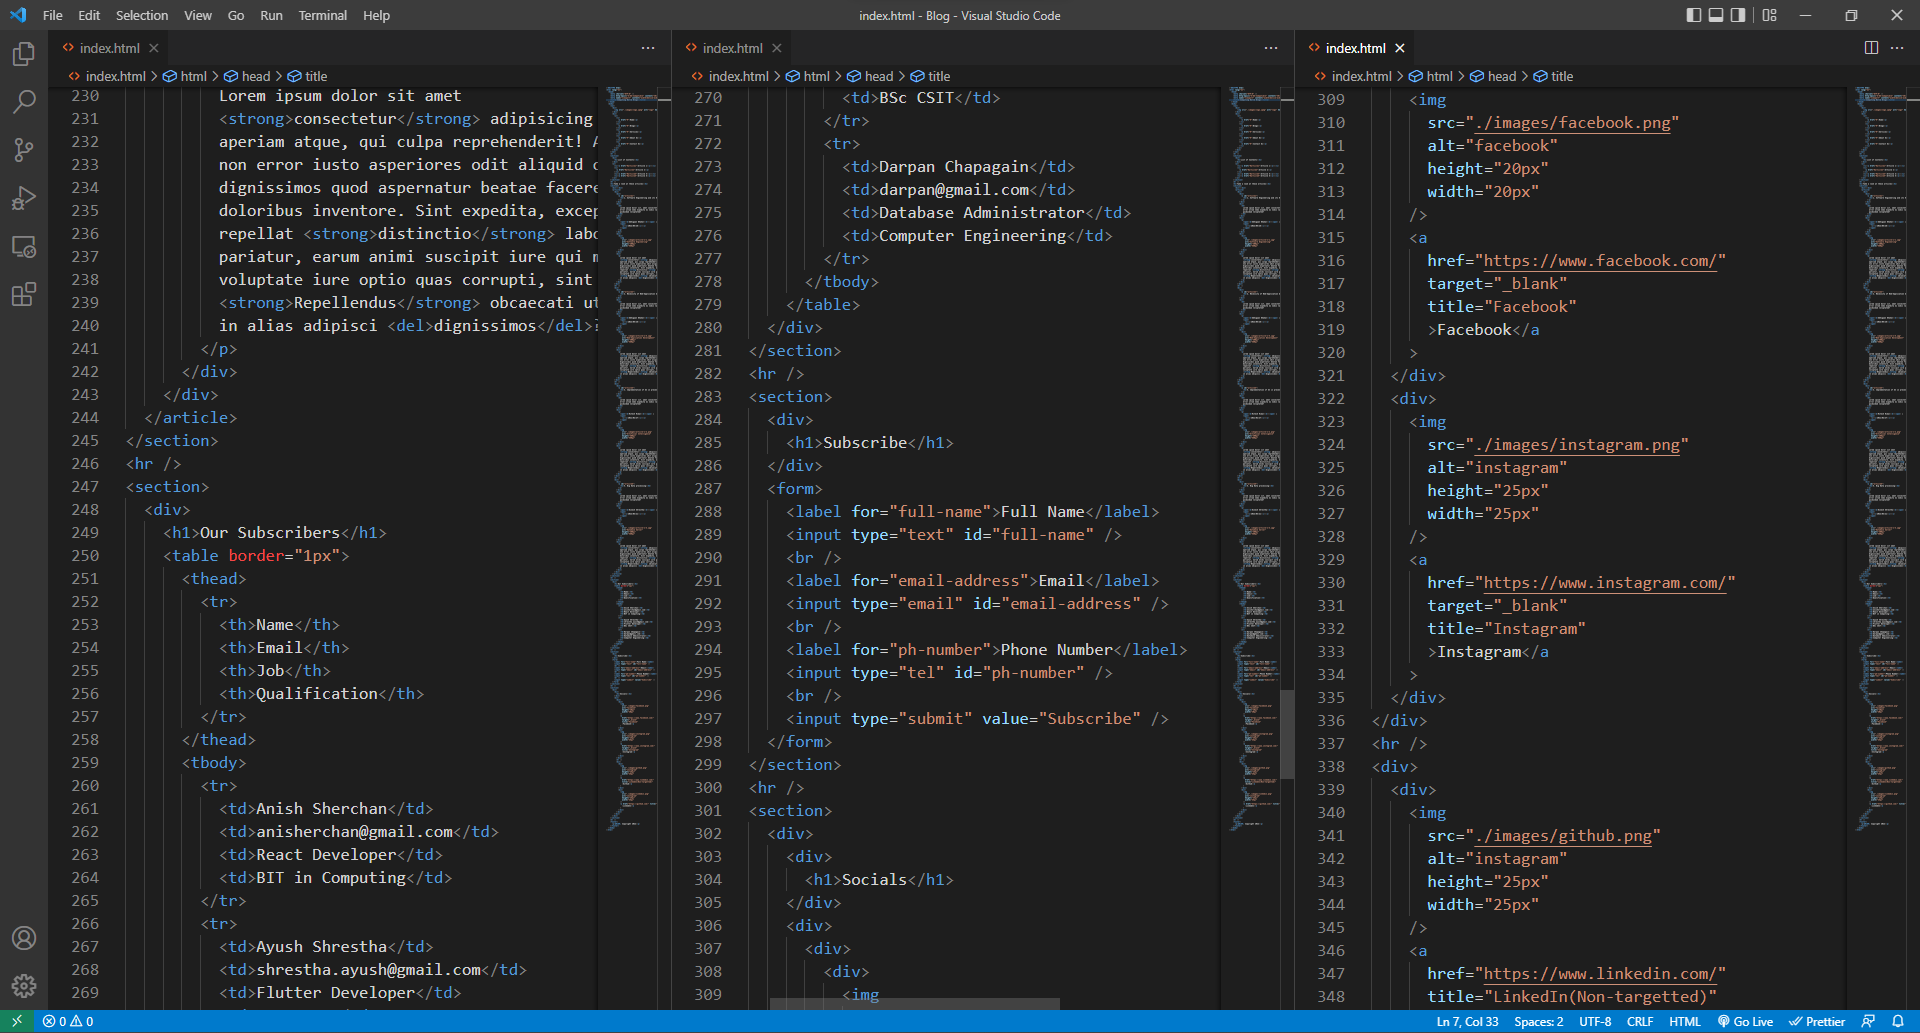 File Edit Selection View Go Run Terminal Help
index.html - Blog - Visual Studio Code
index.html
index.html > html > head > title
230 Lorem ipsum dolor sit amet
231 <strong>consectetur</strong> adipisicing
232 aperiam atque, qui culpa reprehenderit! A
233 non error iusto asperiores odit aliquid
234 dignissimos quod aspernatur beatae facere
235 doloribus inventore. Sint expedita, excep
236 repellat <strong>distinctio</strong> labo
237 pariatur, earum animi suscipit iure qui
238 voluptate iure optio quas corrupti, sint
239 <strong>Repellendus</strong> obcaecati ut
240 in alias adipisci <del>dignissimos</del>
241 </p>
242 </div>
243 </div>
244 </article>
245 </section>
246 <hr />
247 <section>
248 <div>
249 <h1>Our Subscribers</h1>
250 <table border="1px">
251 <thead>
252 <tr>
253 <th>Name</th>
254 <th>Email</th>
255 <th>Job</th>
256 <th>Qualification</th>
257 </tr>
258 </thead>
259 <tbody>
260 <tr>
261 <td>Anish Sherchan</td>
262 <td>anisherchan@gmail.com</td>
263 <td>React Developer</td>
264 <td>BIT in Computing</td>
265 </tr>
266 <tr>
267 <td>Ayush Shrestha</td>
268 <td>shrestha.ayush@gmail.com</td>
269 <td>Flutter Developer</td>
index.html
index.html > html > head > title
270 <td>BSc CSIT</td>
271 </tr>
272 <tr>
273 <td>Darpan Chapagain</td>
274 <td>darpan@gmail.com</td>
275 <td>Database Administrator</td>
276 <td>Computer Engineering</td>
277 </tr>
278 </tbody>
279 </table>
280 </div>
281 </section>
282 <hr />
283 <section>
284 <div>
285 <h1>Subscribe</h1>
286 </div>
287 <form>
288 <label for="full-name">Full Name</label>
289 <input type="text" id="full-name" />
290 <br />
291 <label for="email-address">Email</label>
292 <input type="email" id="email-address" />
293 <br />
294 <label for="ph-number">Phone Number</label>
295 <input type="tel" id="ph-number" />
296 <br />
297 <input type="submit" value="Subscribe" />
298 </form>
299 </section>
300 <hr />
301 <section>
302 <div>
303 <div>
304 <h1>Socials</h1>
305 </div>
306 <div>
307 <div>
308 <div>
309 <img
index.html
index.html > html > head > title
309 <img
310 src="./images/facebook.png"
311 alt="facebook"
312 height="20px"
313 width="20px"
314 />
315 <a
316 href="https://www.facebook.com/"
317 target="_blank"
318 title="Facebook"
319 >Facebook</a
320 >
321 </div>
322 <div>
323 <img
324 src="./images/instagram.png"
325 alt="instagram"
326 height="25px"
327 width="25px"
328 />
329 <a
330 href="https://www.instagram.com/"
331 target="_blank"
332 title="Instagram"
333 >Instagram</a
334 >
335 </div>
336 </div>
337 <hr />
338 <div>
339 <div>
340 <img
341 src="./images/github.png"
342 alt="instagram"
343 height="25px"
344 width="25px"
345 />
346 <a
347 href="https://www.linkedin.com/"
348 title="LinkedIn(Non-targetted)"
0 0
Ln 7, Col 33 Spaces: 2 UTF-8 CRLF HTML Go Live Prettier